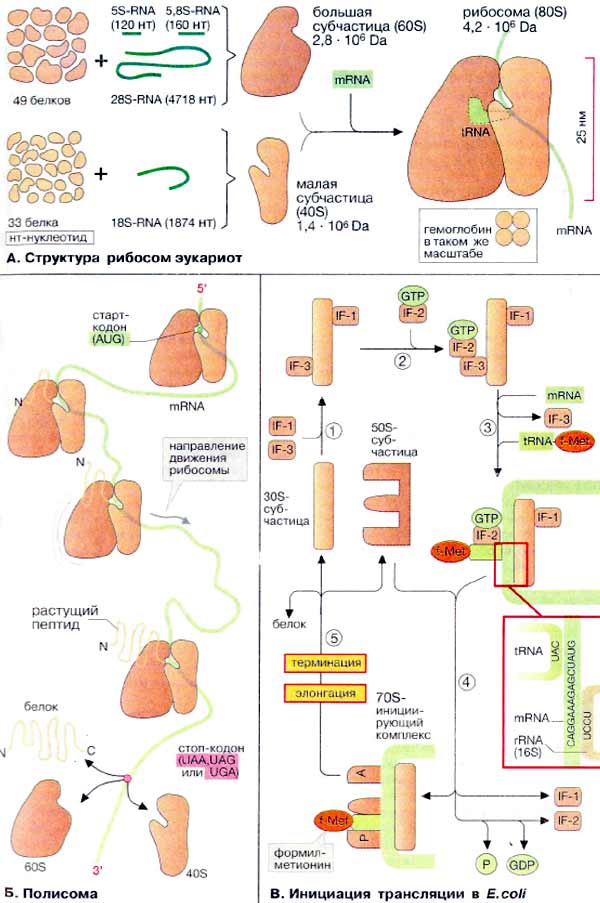 5S-RNA
(120 нт)
5,8S-RNA
(160 нт)
49 белков
28S-RNA (4718 нт)
большая
субчастица (60S)
2,8 · 10⁶ Da
рибосома (80S)
4,2 · 10⁶ Da
mRNA
tRNA
25 нм
33 белка
18S-RNA (1874 нт)
малая
субчастица
(40S)
1,4 · 10⁶ Da
гемоглобин
в таком же
масштабе
mRNA
нт-нуклеотид
А. Структура рибосом эукариот
5'
старт-
кодон
(AUG)
mRNA
N
N
направление
движения
рибосомы
растущий
пептид
N
белок
N
C
стоп-кодон
(UAA,UAG
или UGA)
60S
40S
3'
Б. Полисома
IF-1
IF-3
GTP
IF-2
2
GTP
IF-2
IF-3
IF-1
IF-1
IF-3
1
3
mRNA
IF-3
tRNA-f-Met
30S-суб-
частица
50S-
суб-
частица
GTP
IF-2
IF-1
f-Met
белок
5
терминация
элонгация
4
70S-
иниции-
рующий
комплекс
tRNA
UAC
mRNA
CAGGAAAGAGCUAUG
rRNA
(16S)
UCCU
A
P
f-Met
формил-
метионин
IF-1
IF-2
P
GDP
В. Инициация трансляции в E.coli